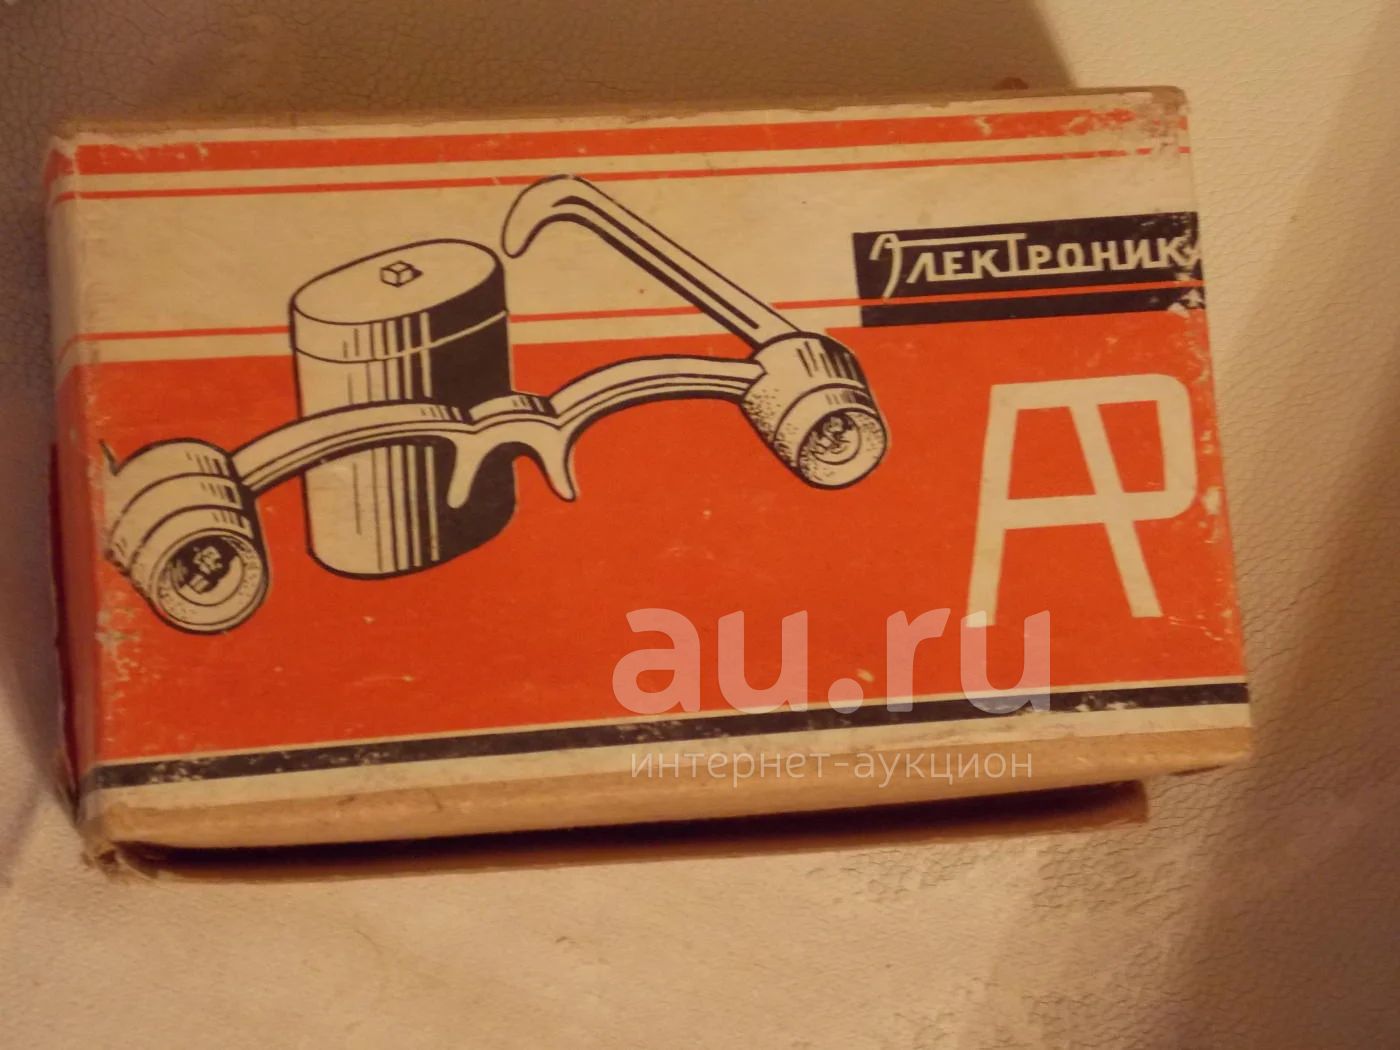 Электроника
АР
au.ru
интернет-аукцион